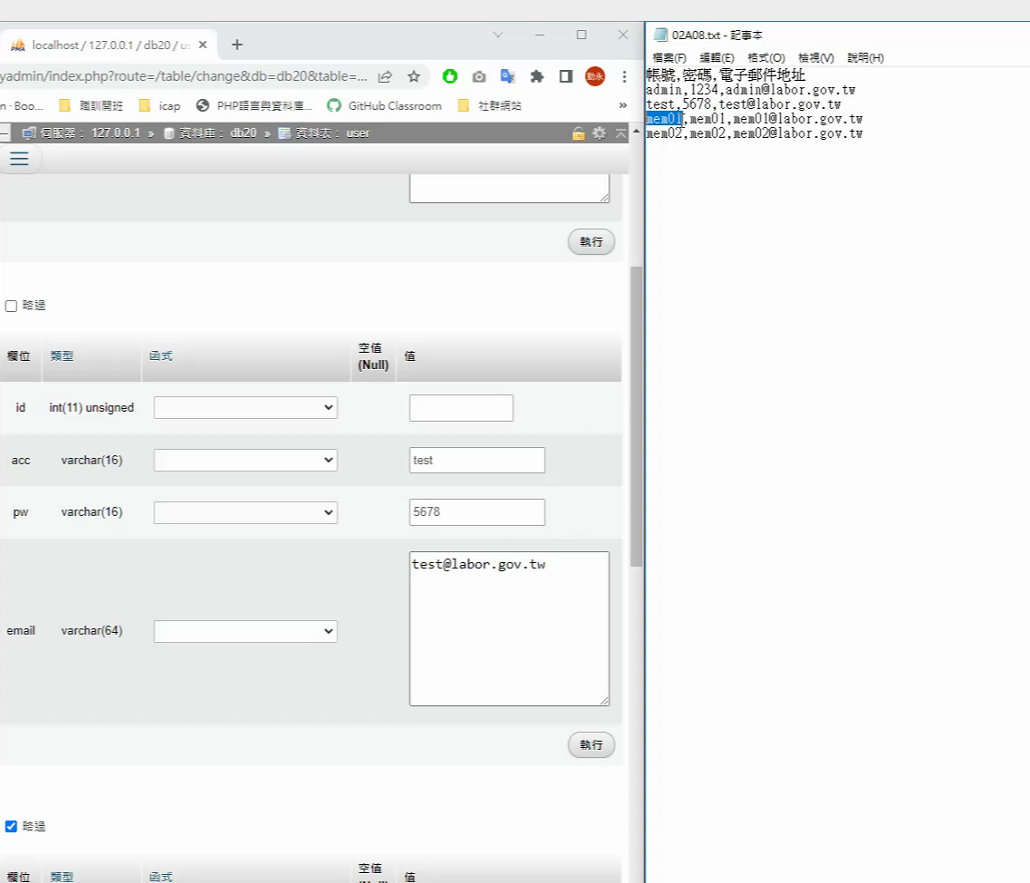 localhost / 127.0.0.1 / db20 / us
yadmin/index.php?route=/table/change&db=db20&table=...
n - Boo...
職訓開班
icap
PHP語言與資料庫...
GitHub Classroom
社群網站
»
伺服器： 127.0.0.1 » 資料庫： db20 » 資料表： user
執行
略過
欄位 類型 函式 空值 (Null) 值
id int(11) unsigned
acc varchar(16) test
pw varchar(16) 5678
email varchar(64) test@labor.gov.tw
執行
略過
欄位 類型 函式 空值 值
02A08.txt - 記事本
檔案(F) 編輯(E) 格式(O) 檢視(V) 說明(H)
帳號,密碼,電子郵件地址
admin,1234,admin@labor.gov.tw
test,5678,test@labor.gov.tw
mem01,mem01,mem01@labor.gov.tw
mem02,mem02,mem02@labor.gov.tw